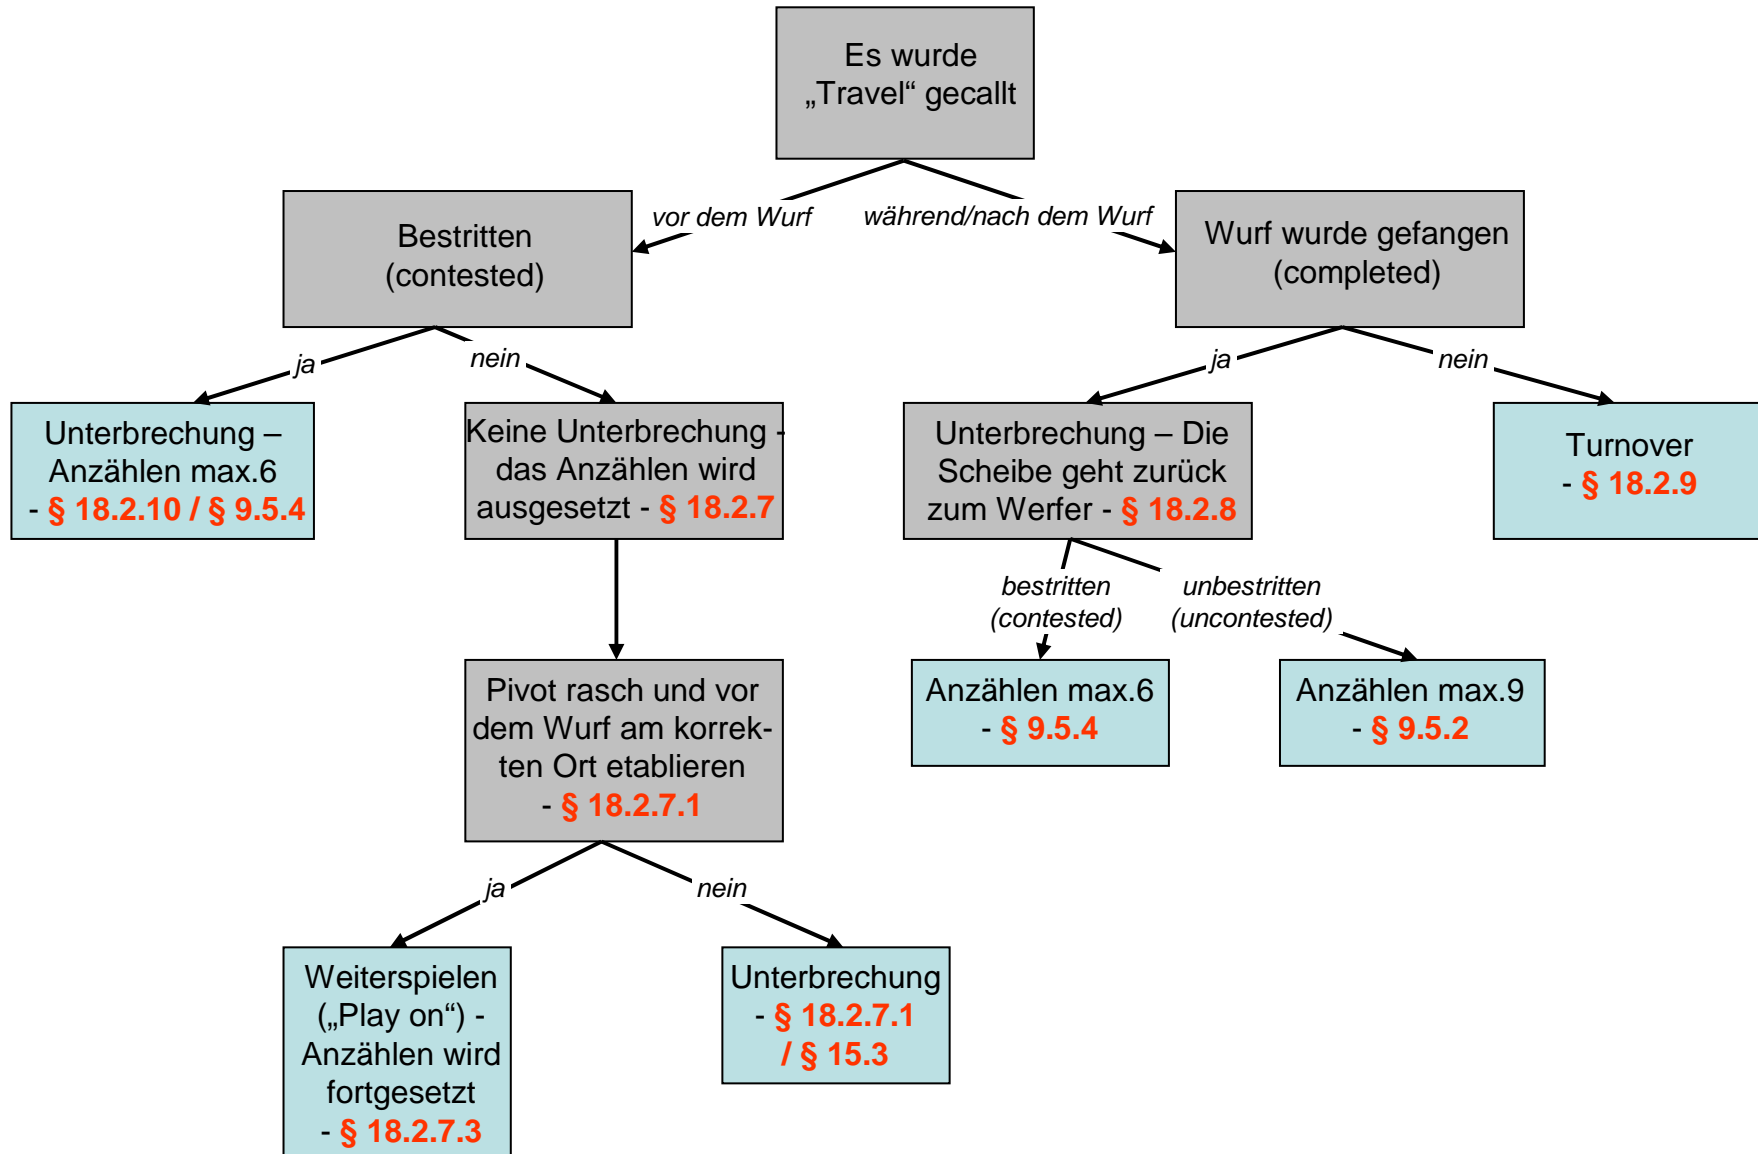 Es wurde
„Travel“ gecallt
vor dem Wurf
während/nach dem Wurf
Bestritten
(contested)
Wurf wurde gefangen
(completed)
ja
nein
ja
nein
Unterbrechung –
Anzählen max.6
- § 18.2.10 / § 9.5.4
Keine Unterbrechung -
das Anzählen wird
ausgesetzt - § 18.2.7
Unterbrechung – Die
Scheibe geht zurück
zum Werfer - § 18.2.8
Turnover
- § 18.2.9
bestritten
(contested)
unbestritten
(uncontested)
Pivot rasch und vor
dem Wurf am korrek-
ten Ort etablieren
- § 18.2.7.1
Anzählen max.6
- § 9.5.4
Anzählen max.9
- § 9.5.2
ja
nein
Weiterspielen
(„Play on“) -
Anzählen wird
fortgesetzt
- § 18.2.7.3
Unterbrechung
- § 18.2.7.1
/ § 15.3